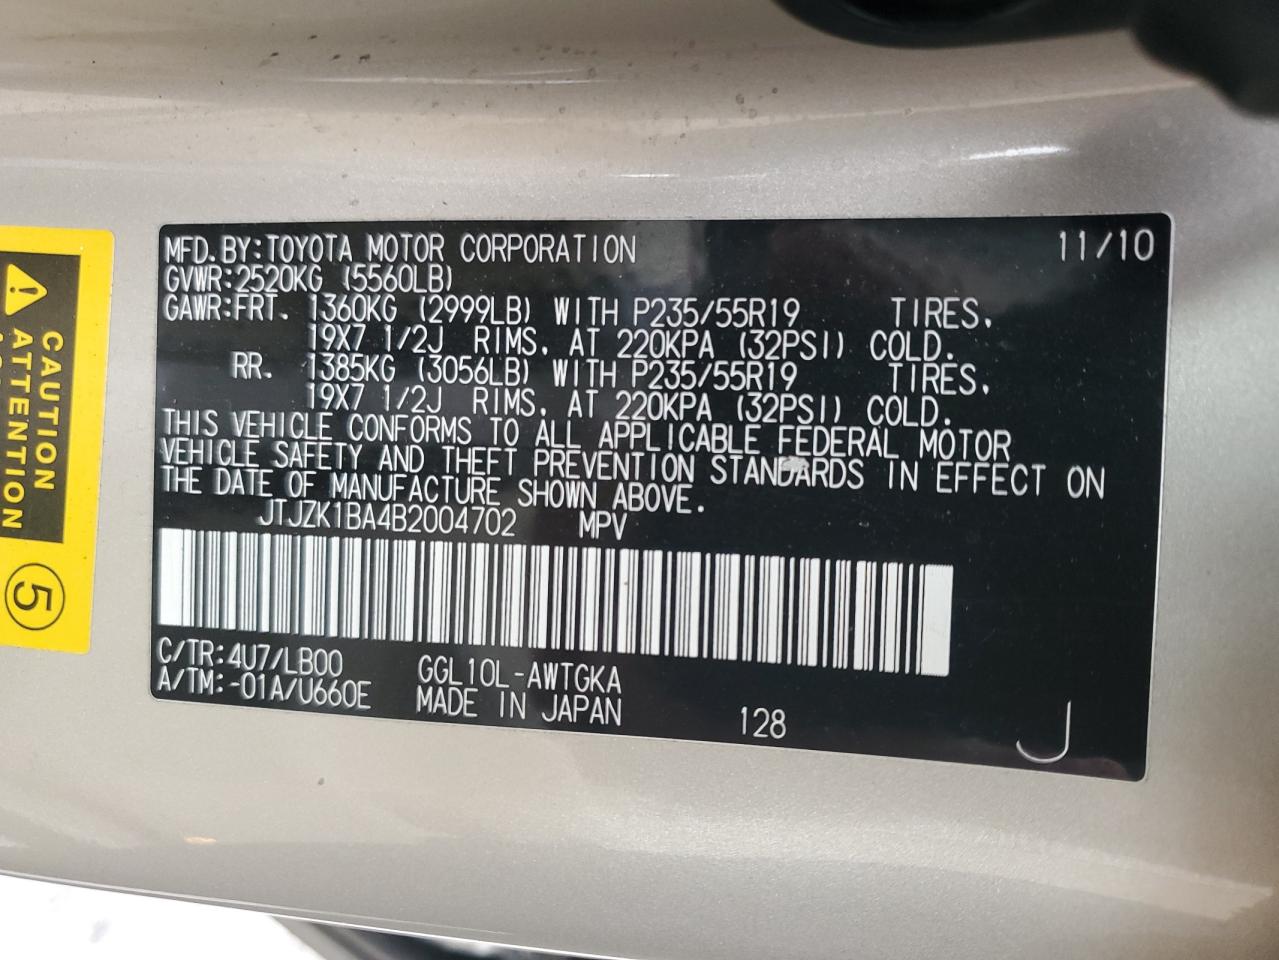 MFD.BY:TOYOTA MOTOR CORPORATION 11/10
GVWR:2520KG (5560LB)
GAWR:FRT. 1360KG (2999LB) WITH P235/55R19 TIRES,
19X7 1/2J RIMS, AT 220KPA (32PSI) COLD.
RR. 1385KG (3056LB) WITH P235/55R19 TIRES,
19X7 1/2J RIMS, AT 220KPA (32PSI) COLD.
THIS VEHICLE CONFORMS TO ALL APPLICABLE FEDERAL MOTOR
VEHICLE SAFETY AND THEFT PREVENTION STANDARDS IN EFFECT ON
THE DATE OF MANUFACTURE SHOWN ABOVE.
JTJZK1BA4B2004702 MPV
C/TR:4U7/LB00 GGL10L-AWTGKA
A/TM:-01A/U660E MADE IN JAPAN 128 J
CAUTION
ATTENTION
5